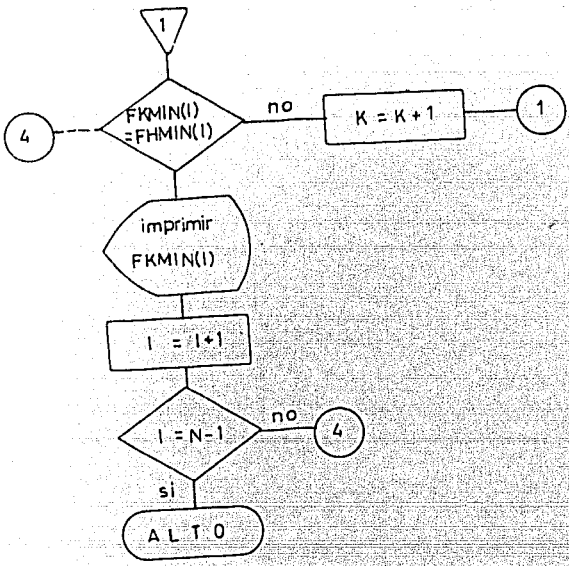 1
FKMIN(I)
=FHMIN(I)
no
K = K+1
1
4
imprimir
FKMIN(I)
I = I+1
I = N-1
no
4
si
ALTO